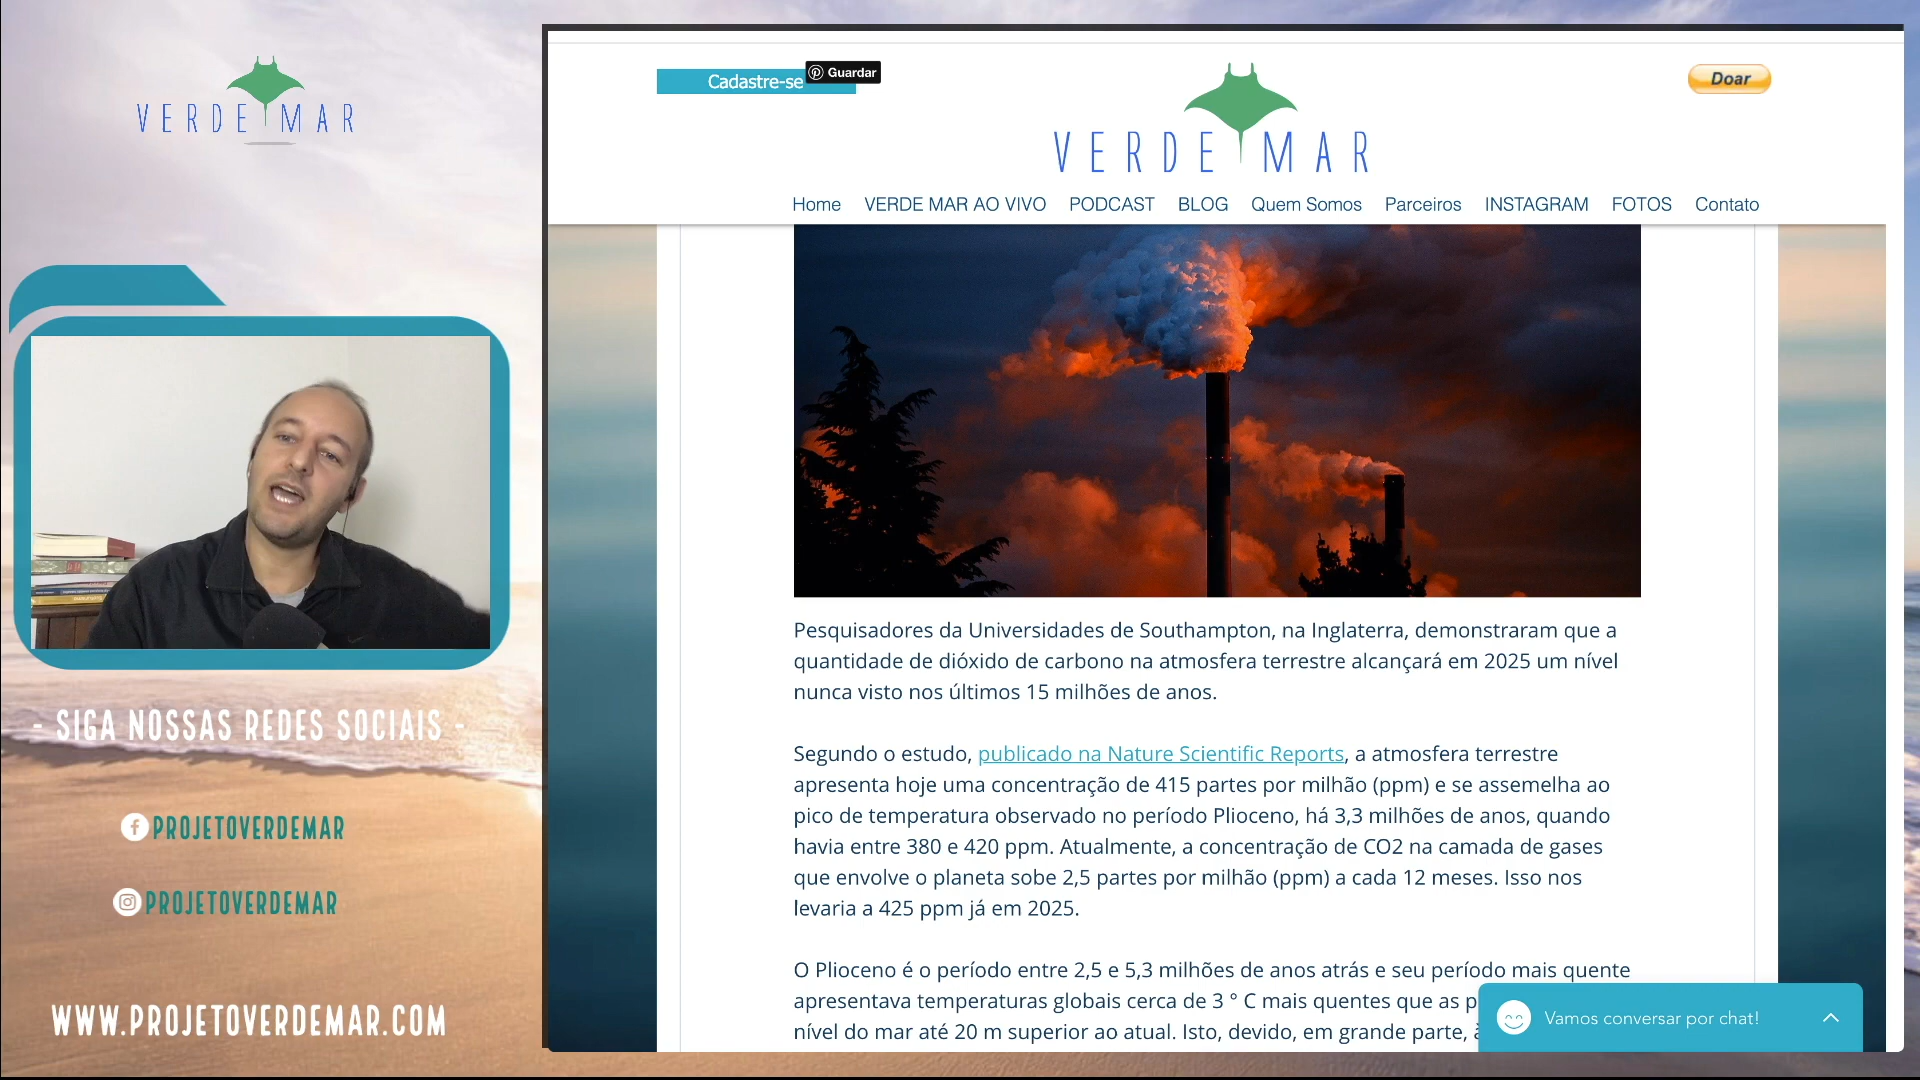 VERDE MAR
- SIGA NOSSAS REDES SOCIAIS -
PROJETOVERDEMAR
PROJETOVERDEMAR
WWW.PROJETOVERDEMAR.COM
Cadastre-se
Guardar
Doar
VERDE MAR
Home VERDE MAR AO VIVO PODCAST BLOG Quem Somos Parceiros INSTAGRAM FOTOS Contato
Pesquisadores da Universidades de Southampton, na Inglaterra, demonstraram que a
quantidade de dióxido de carbono na atmosfera terrestre alcançará em 2025 um nível
nunca visto nos últimos 15 milhões de anos.
Segundo o estudo, publicado na Nature Scientific Reports, a atmosfera terrestre
apresenta hoje uma concentração de 415 partes por milhão (ppm) e se assemelha ao
pico de temperatura observado no período Plioceno, há 3,3 milhões de anos, quando
havia entre 380 e 420 ppm. Atualmente, a concentração de CO2 na camada de gases
que envolve o planeta sobe 2,5 partes por milhão (ppm) a cada 12 meses. Isso nos
levaria a 425 ppm já em 2025.
O Plioceno é o período entre 2,5 e 5,3 milhões de anos atrás e seu período mais quente
apresentava temperaturas globais cerca de 3 ° C mais quentes que as
nível do mar até 20 m superior ao atual. Isto, devido, em grande parte,
Vamos conversar por chat!